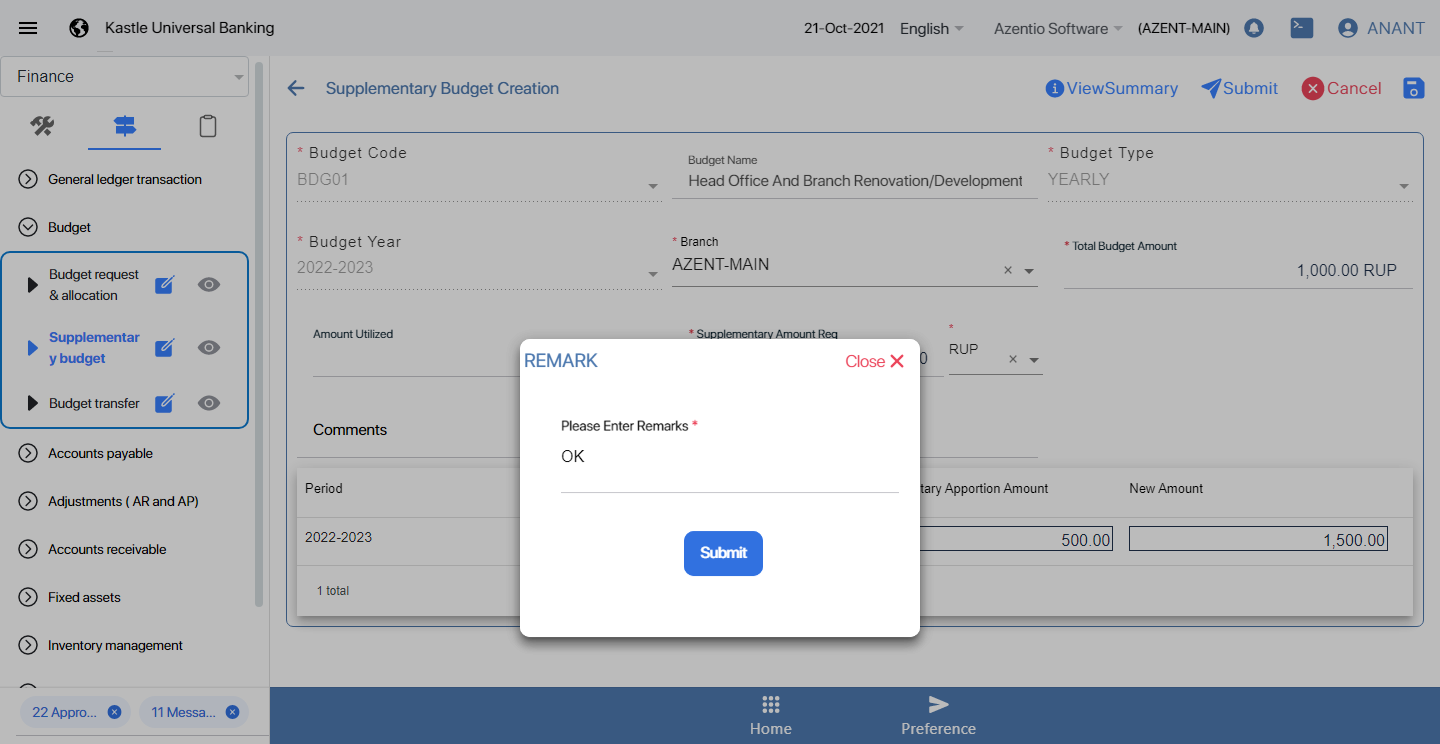 Kastle Universal Banking
21-Oct-2021
English
Azentio Software
(AZENT-MAIN)
ANANT
Finance
General ledger transaction
Budget
Budget request
& allocation
Supplementar
y budget
Budget transfer
Accounts payable
Adjustments ( AR and AP)
Accounts receivable
Fixed assets
Inventory management
22 Appro...
11 Messa...
Supplementary Budget Creation
ViewSummary
Submit
Cancel
* Budget Code
BDG01
Budget Name
Head Office And Branch Renovation/Development
* Budget Type
YEARLY
* Budget Year
2022-2023
* Branch
AZENT-MAIN
* Total Budget Amount
1,000.00 RUP
Amount Utilized
* Supplementary Amount Req
0
*
RUP
Comments
Period
tary Apportion Amount
New Amount
2022-2023
500.00
1,500.00
1 total
REMARK
Close
Please Enter Remarks *
OK
Submit
Home
Preference